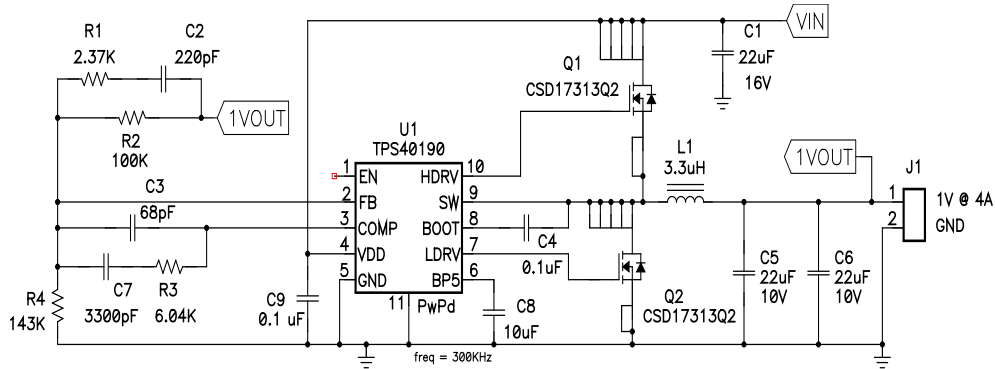 R1
2.37K
C2
220pF
R2
100K
1VOUT
C3
68pF
C7
3300pF
R3
6.04K
R4
143K
C9
0.1 uF
U1
TPS40190
1
EN
2
FB
3
COMP
4
VDD
5
GND
11
PwPd
10
HDRV
9
SW
8
BOOT
7
LDRV
6
BP5
freq = 300KHz
C8
10uF
C4
0.1uF
Q1
CSD17313Q2
Q2
CSD17313Q2
VIN
C1
22uF
16V
L1
3.3uH
1VOUT
C5
22uF
10V
C6
22uF
10V
J1
1
2
1V @ 4A
GND